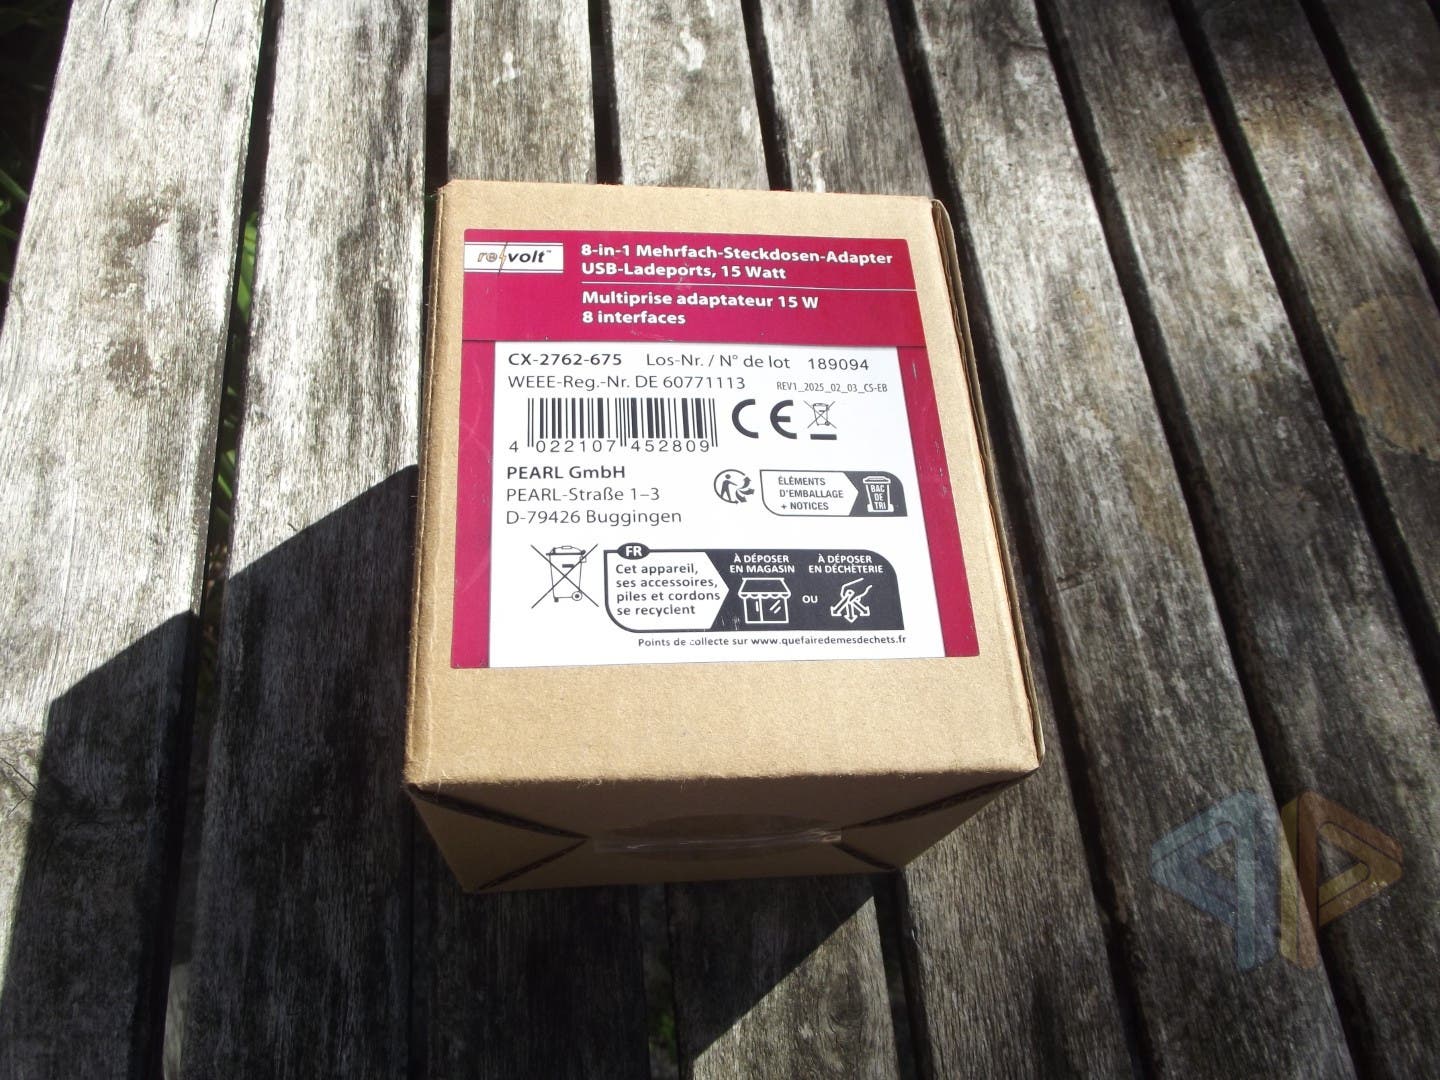 re volt™
8-in-1 Mehrfach-Steckdosen-Adapter
USB-Ladeports, 15 Watt
Multiprise adaptateur 15 W
8 interfaces
CX-2762-675 Los-Nr. / N° de lot 189094
WEEE-Reg.-Nr. DE 60771113 REV1_2025_02_03_CS-EB
4 022107 452809
CE
PEARL GmbH
PEARL-Straße 1–3
D-79426 Buggingen
ÉLÉMENTS
D'EMBALLAGE
+ NOTICES
BAC
DE
TRI
FR
Cet appareil,
ses accessoires,
piles et cordons
se recyclent
À DÉPOSER
EN MAGASIN
OU
À DÉPOSER
EN DÉCHÈTERIE
Points de collecte sur www.quefairedemesdechets.fr